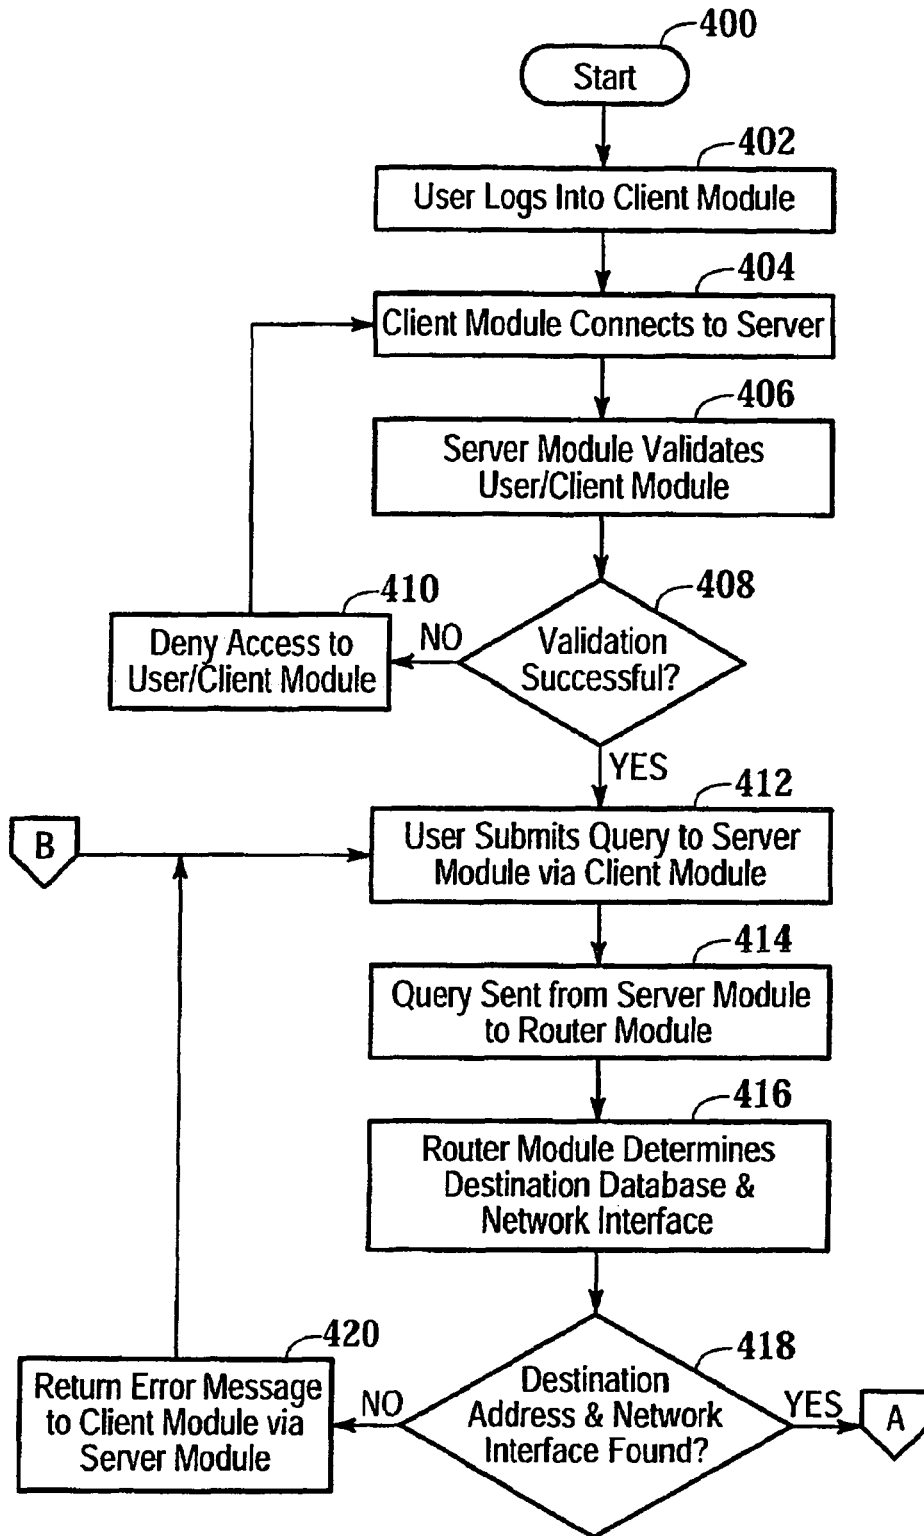 400
Start
402
User Logs Into Client Module
404
Client Module Connects to Server
406
Server Module Validates
User/Client Module
408
Validation
Successful?
NO
410
Deny Access to
User/Client Module
YES
412
B
User Submits Query to Server
Module via Client Module
414
Query Sent from Server Module
to Router Module
416
Router Module Determines
Destination Database &
Network Interface
418
Destination
Address & Network
Interface Found?
NO
420
Return Error Message
to Client Module via
Server Module
YES
A